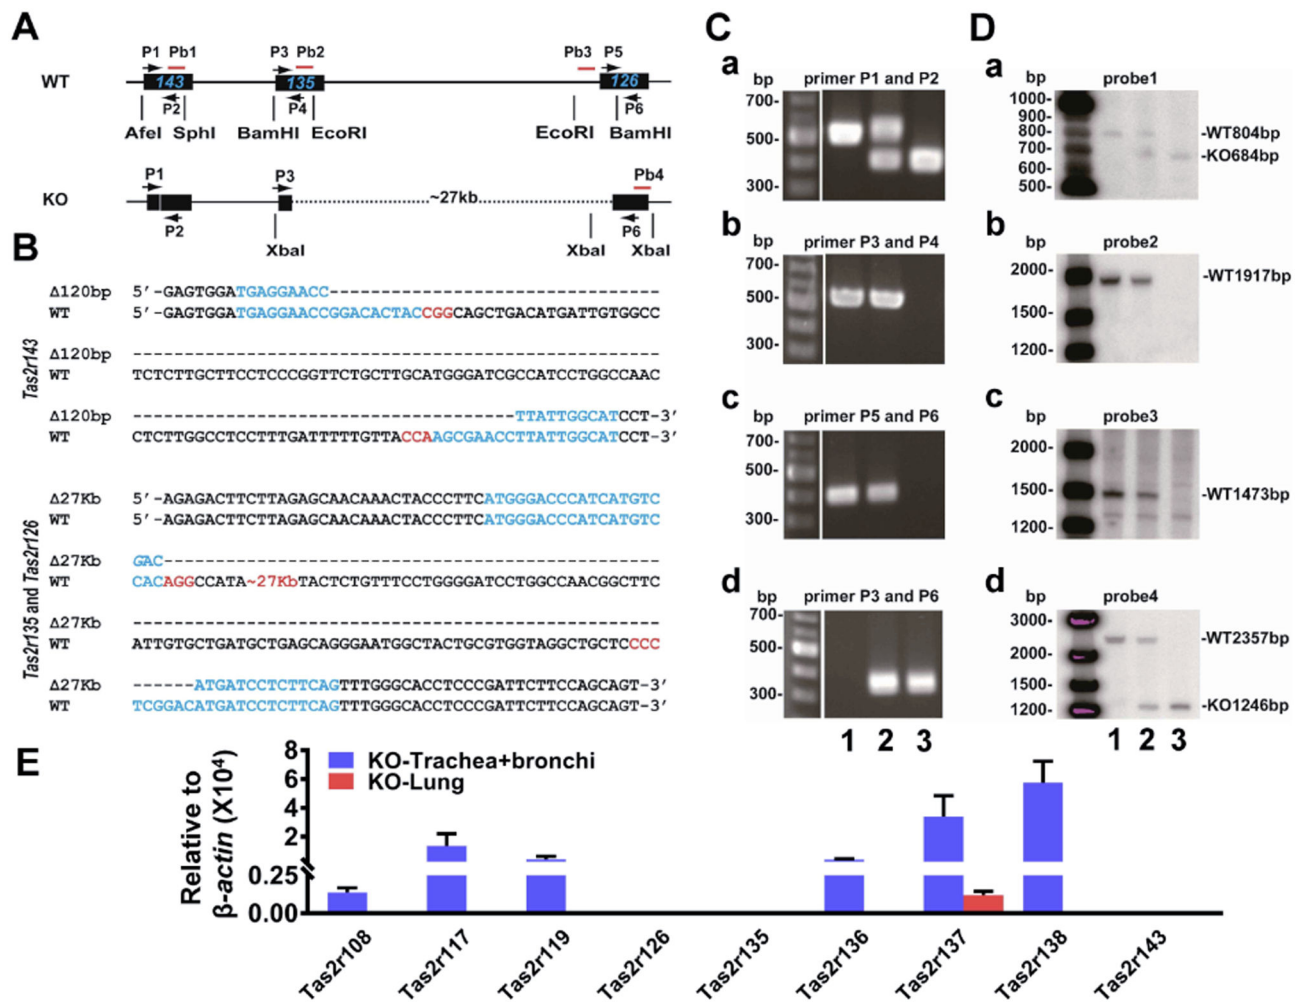 A
P1 Pb1 P3 Pb2 Pb3 P5
WT 143 135 126
P2 P4 P6
AfeI SphI BamHI EcoRI EcoRI BamHI
P1 P3 Pb4
KO ~27kb
P2 P6
XbaI XbaI XbaI
B
Tas2r143
Δ120bp 5'-GAGTGGATGAGGAACC--------------------------------
WT 5'-GAGTGGATGAGGAACCGGACACTACCGGCAGCTGACATGATTGTGGCC
Δ120bp ---------------------------------------------------
WT TCTCTTGCTTCCTCCCGGTTCTGCTTGCATGGGATCGCCATCCTGGCCAAC
Δ120bp -------------------------------------TTATTGGCATCCT-3'
WT CTCTTGGCCTCCTTTGATTTTTGTTACCAAGCGAACCTTATTGGCATCCT-3'
Tas2r135 and Tas2r126
Δ27Kb 5'-AGAGACTTCTTAGAGCAACAAACTACCCTTCATGGGACCCATCATGTC
WT 5'-AGAGACTTCTTAGAGCAACAAACTACCCTTCATGGGACCCATCATGTC
Δ27Kb GAC------------------------------------------------
WT CACAGGCCATA~27KbTACTCTGTTTCCTGGGGATCCTGGCCAACGGCTTC
Δ27Kb ---------------------------------------------------
WT ATTGTGCTGATGCTGAGCAGGGAATGGCTACTGCGTGGTAGGCTGCTCCCC
Δ27Kb ------ATGATCCTCTTCAGTTTGGGCACCTCCCGATTCTTCCAGCAGT-3'
WT TCGGACATGATCCTCTTCAGTTTGGGCACCTCCCGATTCTTCCAGCAGT-3'
C
a
bp primer P1 and P2
700-
500-
300-
b
bp primer P3 and P4
700-
500-
300-
c
bp primer P5 and P6
700-
500-
300-
d
bp primer P3 and P6
700-
500-
300-
1 2 3
D
a
bp probe1
1000-
900-
800- -WT804bp
700- -KO684bp
600-
500-
b
bp probe2
2000- -WT1917bp
1500-
1200-
c
bp probe3
2000-
1500- -WT1473bp
1200-
d
bp probe4
3000-
-WT2357bp
2000-
1500-
1200- -KO1246bp
1 2 3
E
Relative to
β-actin (X10⁴)
8
6
4
2
0.25
0.00
KO-Trachea+bronchi
KO-Lung
Tas2r108 Tas2r117 Tas2r119 Tas2r126 Tas2r135 Tas2r136 Tas2r137 Tas2r138 Tas2r143